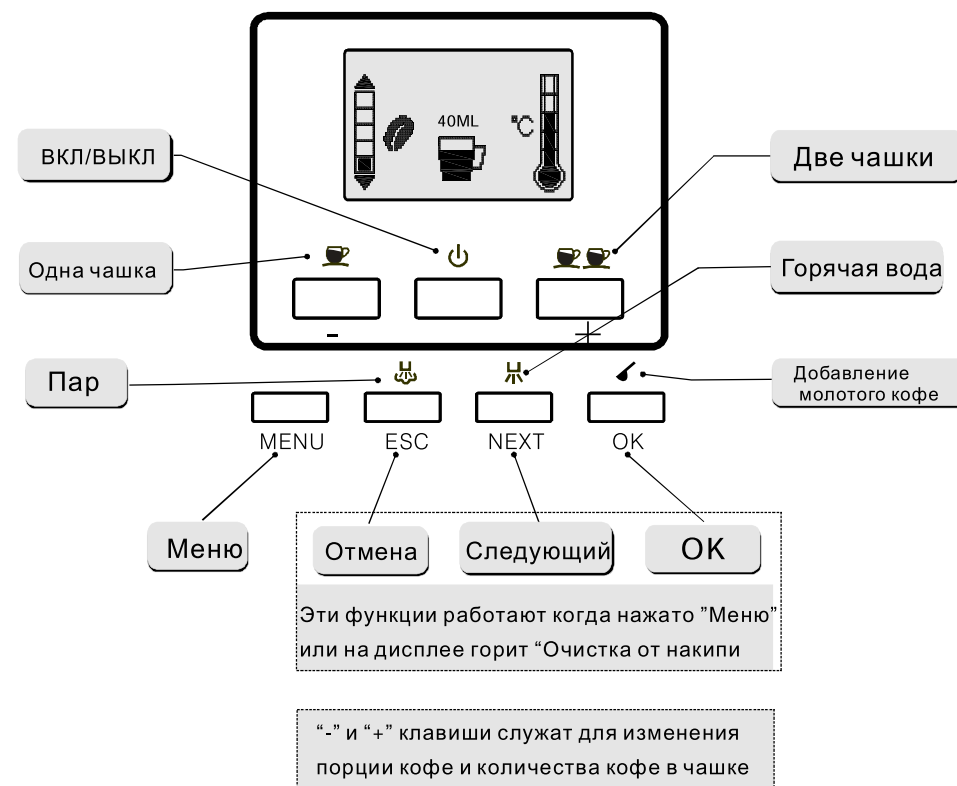 40ML
°C
ВКЛ/ВЫКЛ
Две чашки
Одна чашка
Горячая вода
- +
Пар
Добавление
молотого кофе
MENU ESC NEXT OK
Меню
Отмена Следующий OK
Эти функции работают когда нажато ”Меню”
или на дисплее горит “Очистка от накипи
“-” и “+” клавиши служат для изменения
порции кофе и количества кофе в чашке